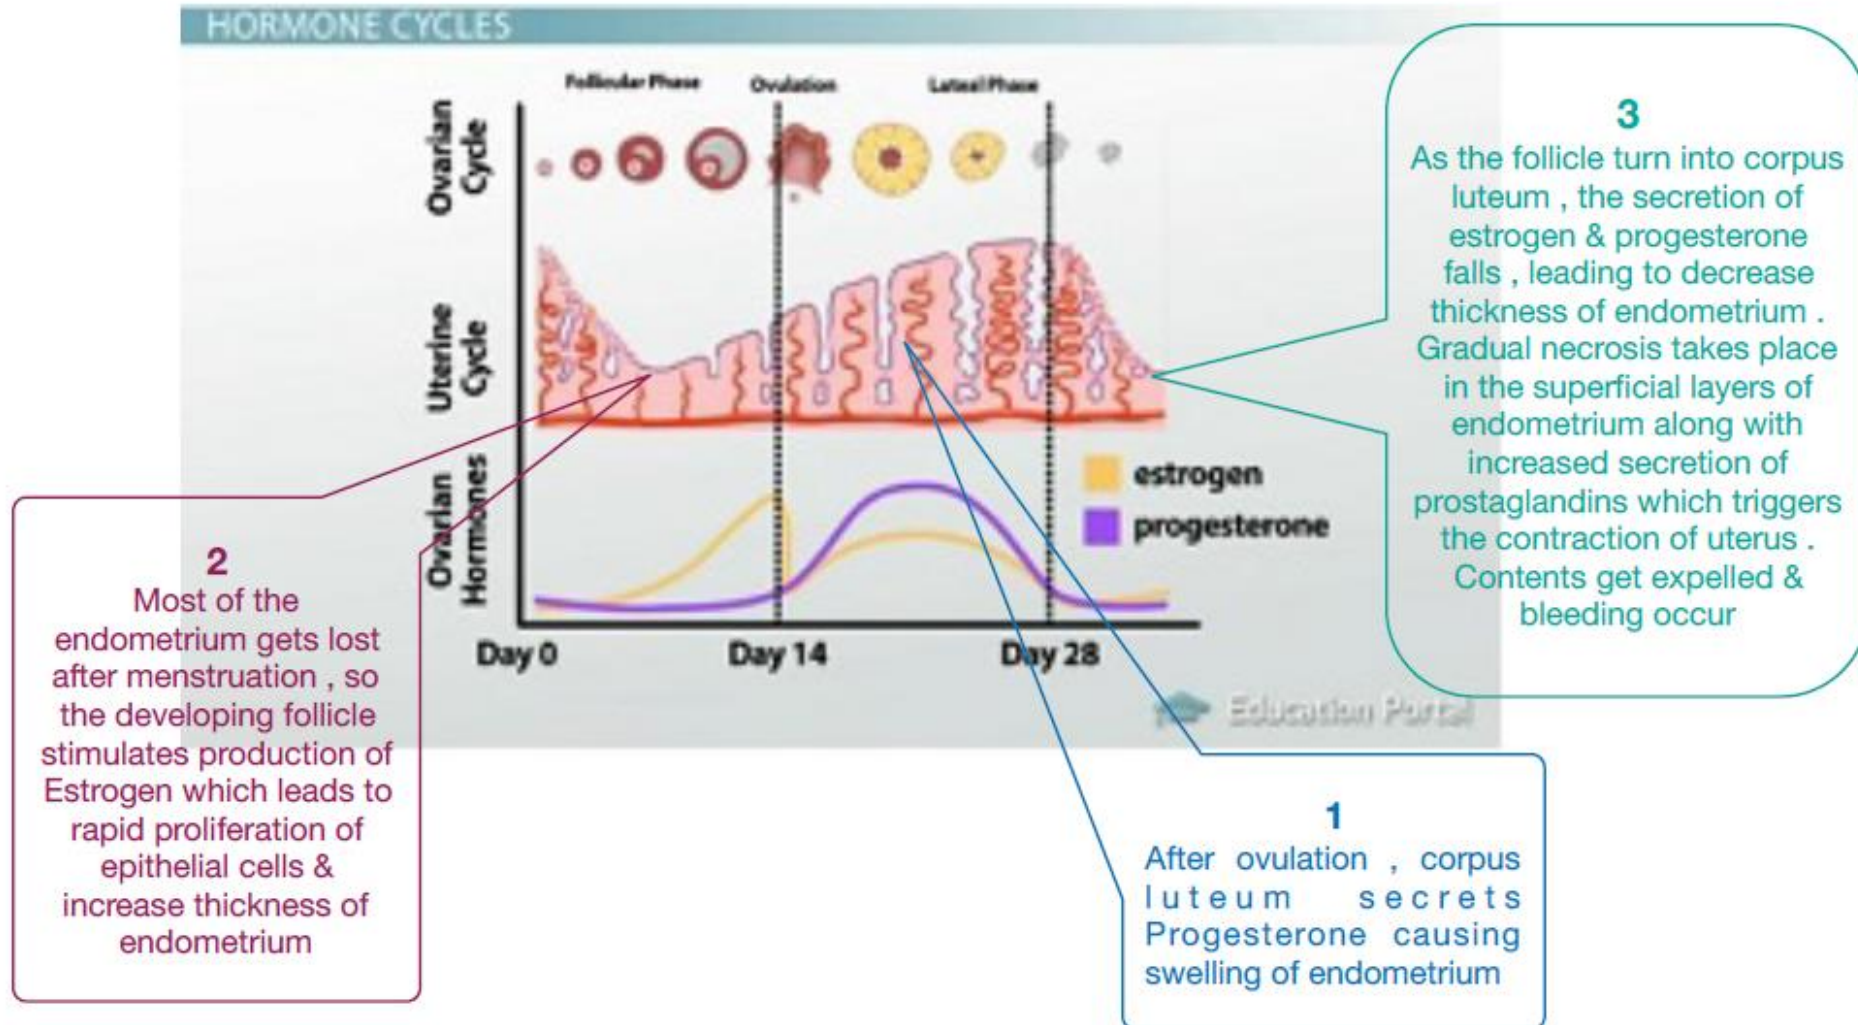 HORMONE CYCLES
Follicular Phase
Ovulation
Luteal Phase
Ovarian
Cycle
Uterine
Cycle
Ovarian
Hormones
estrogen
progesterone
Day 0
Day 14
Day 28
Education Portal
2
Most of the
endometrium gets lost
after menstruation , so
the developing follicle
stimulates production of
Estrogen which leads to
rapid proliferation of
epithelial cells &
increase thickness of
endometrium
1
After ovulation , corpus
luteum secrets
Progesterone causing
swelling of endometrium
3
As the follicle turn into corpus
luteum , the secretion of
estrogen & progesterone
falls , leading to decrease
thickness of endometrium .
Gradual necrosis takes place
in the superficial layers of
endometrium along with
increased secretion of
prostaglandins which triggers
the contraction of uterus .
Contents get expelled &
bleeding occur